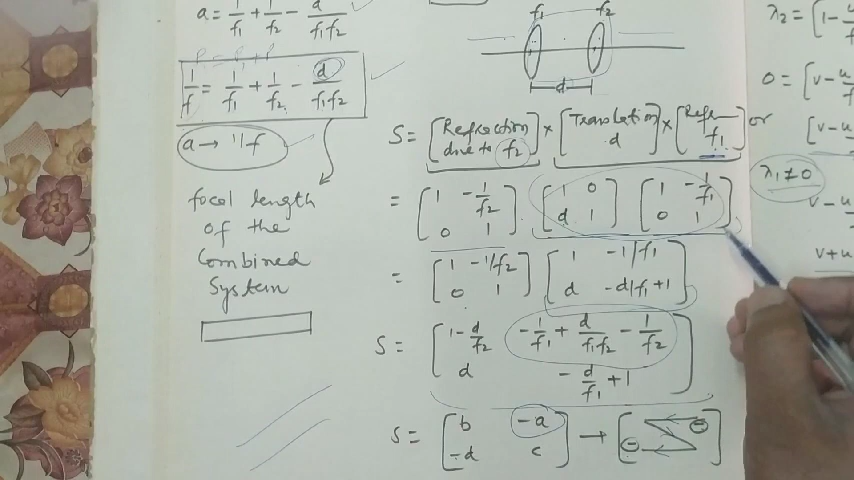 a = 1/f1 + 1/f2 - d/f1f2
1/f = 1/f1 + 1/f2 - d/f1f2
a → 1/f
focal length
of the
Combined
System
f1 f2
d
S = [Refraction due to f2] × [Translation d] × [Refr— f1] or
= [1 -1/f2; 0 1] [1 0; d 1] [1 -1/f1; 0 1]
= [1 -1/f2; 0 1] [1 -1/f1; d -d/f1+1]
S = [1-d/f2 -1/f1 + d/f1f2 - 1/f2; d -d/f1 + 1]
S = [b -a; -d c] → [⊖ ⊖]
λ2 = [1-u/f
0 = [v-u
[v-u
λ1 ≠ 0
v-u
v+u